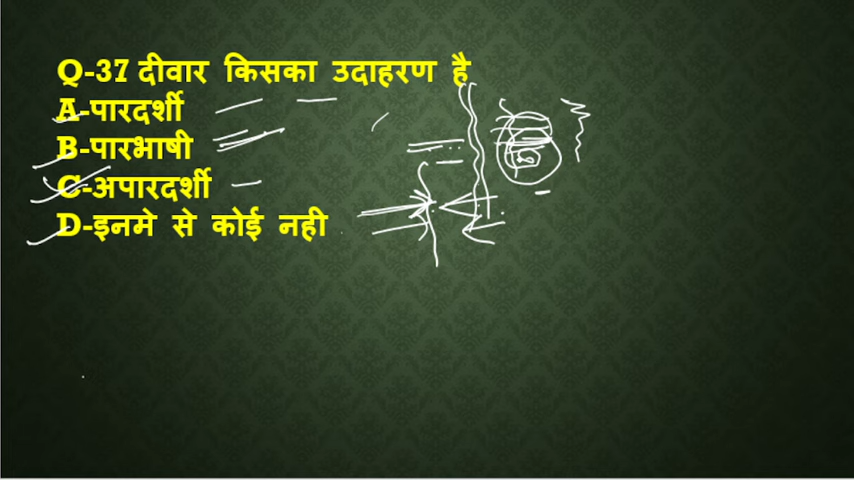 Q-37 दीवार किसका उदाहरण है
A-पारदर्शी
B-पारभाषी
C-अपारदर्शी
D-इनमे से कोई नही